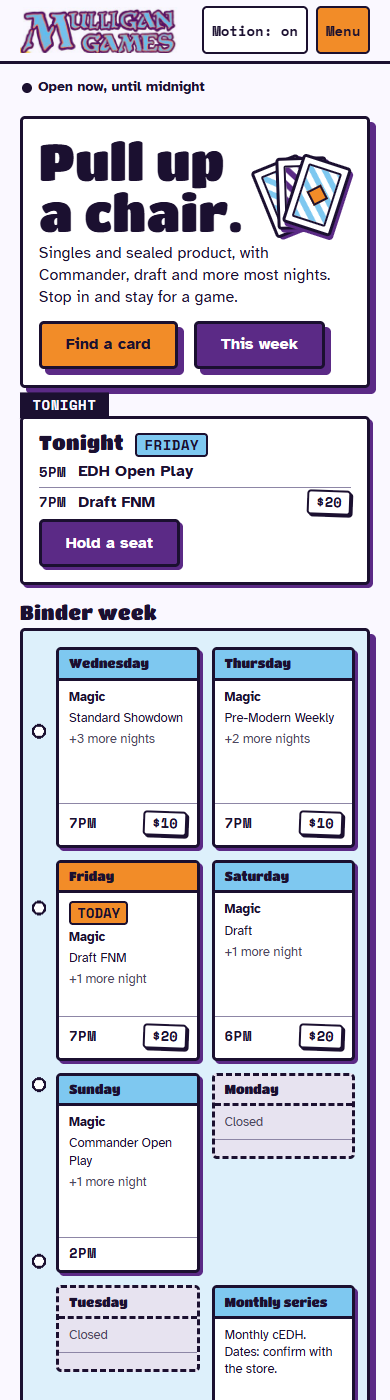 MULLIGAN GAMES
Motion: on
Menu
Open now, until midnight
Pull up
a chair.
Singles and sealed product, with
Commander, draft and more most nights.
Stop in and stay for a game.
Find a card
This week
TONIGHT
Tonight FRIDAY
5PM EDH Open Play
7PM Draft FNM $20
Hold a seat
Binder week
Wednesday
Magic
Standard Showdown
+3 more nights
7PM $10
Thursday
Magic
Pre-Modern Weekly
+2 more nights
7PM $10
Friday
TODAY
Magic
Draft FNM
+1 more night
7PM $20
Saturday
Magic
Draft
+1 more night
6PM $20
Sunday
Magic
Commander Open
Play
+1 more night
2PM
Monday
Closed
Tuesday
Closed
Monthly series
Monthly cEDH.
Dates: confirm with
the store.